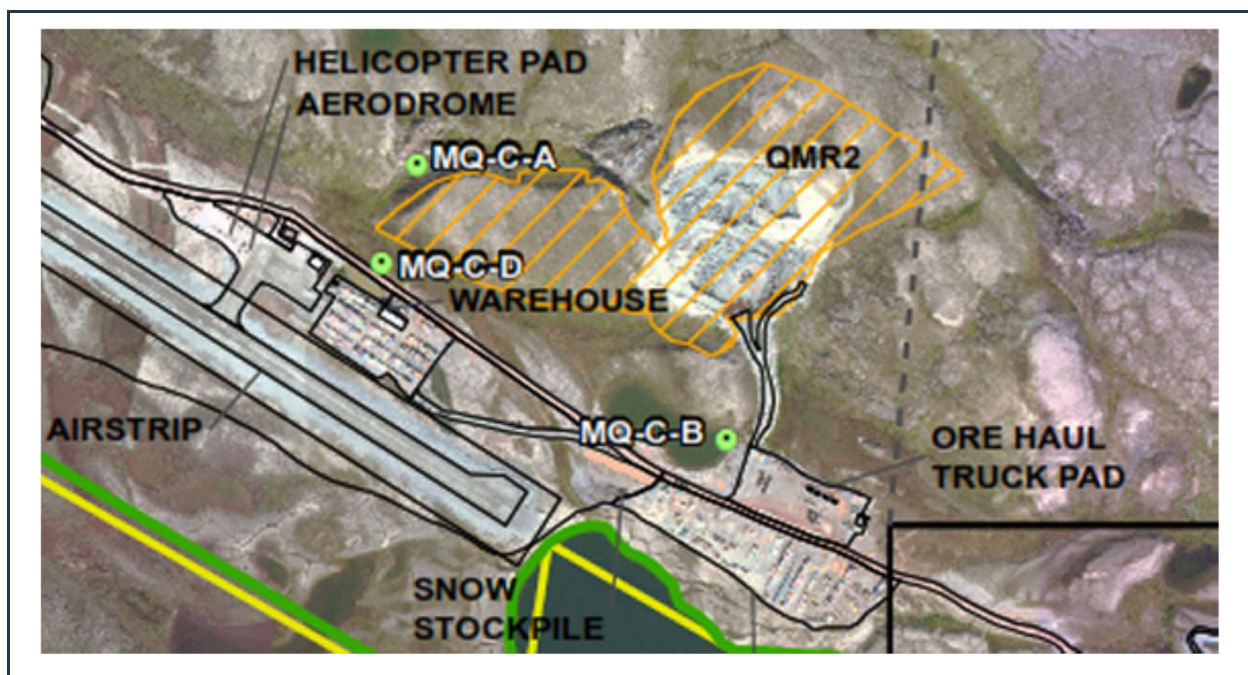 HELICOPTER PAD
AERODROME
MQ-C-A
QMR2
MQ-C-D
WAREHOUSE
AIRSTRIP
MQ-C-B
ORE HAUL
TRUCK PAD
SNOW
STOCKPILE